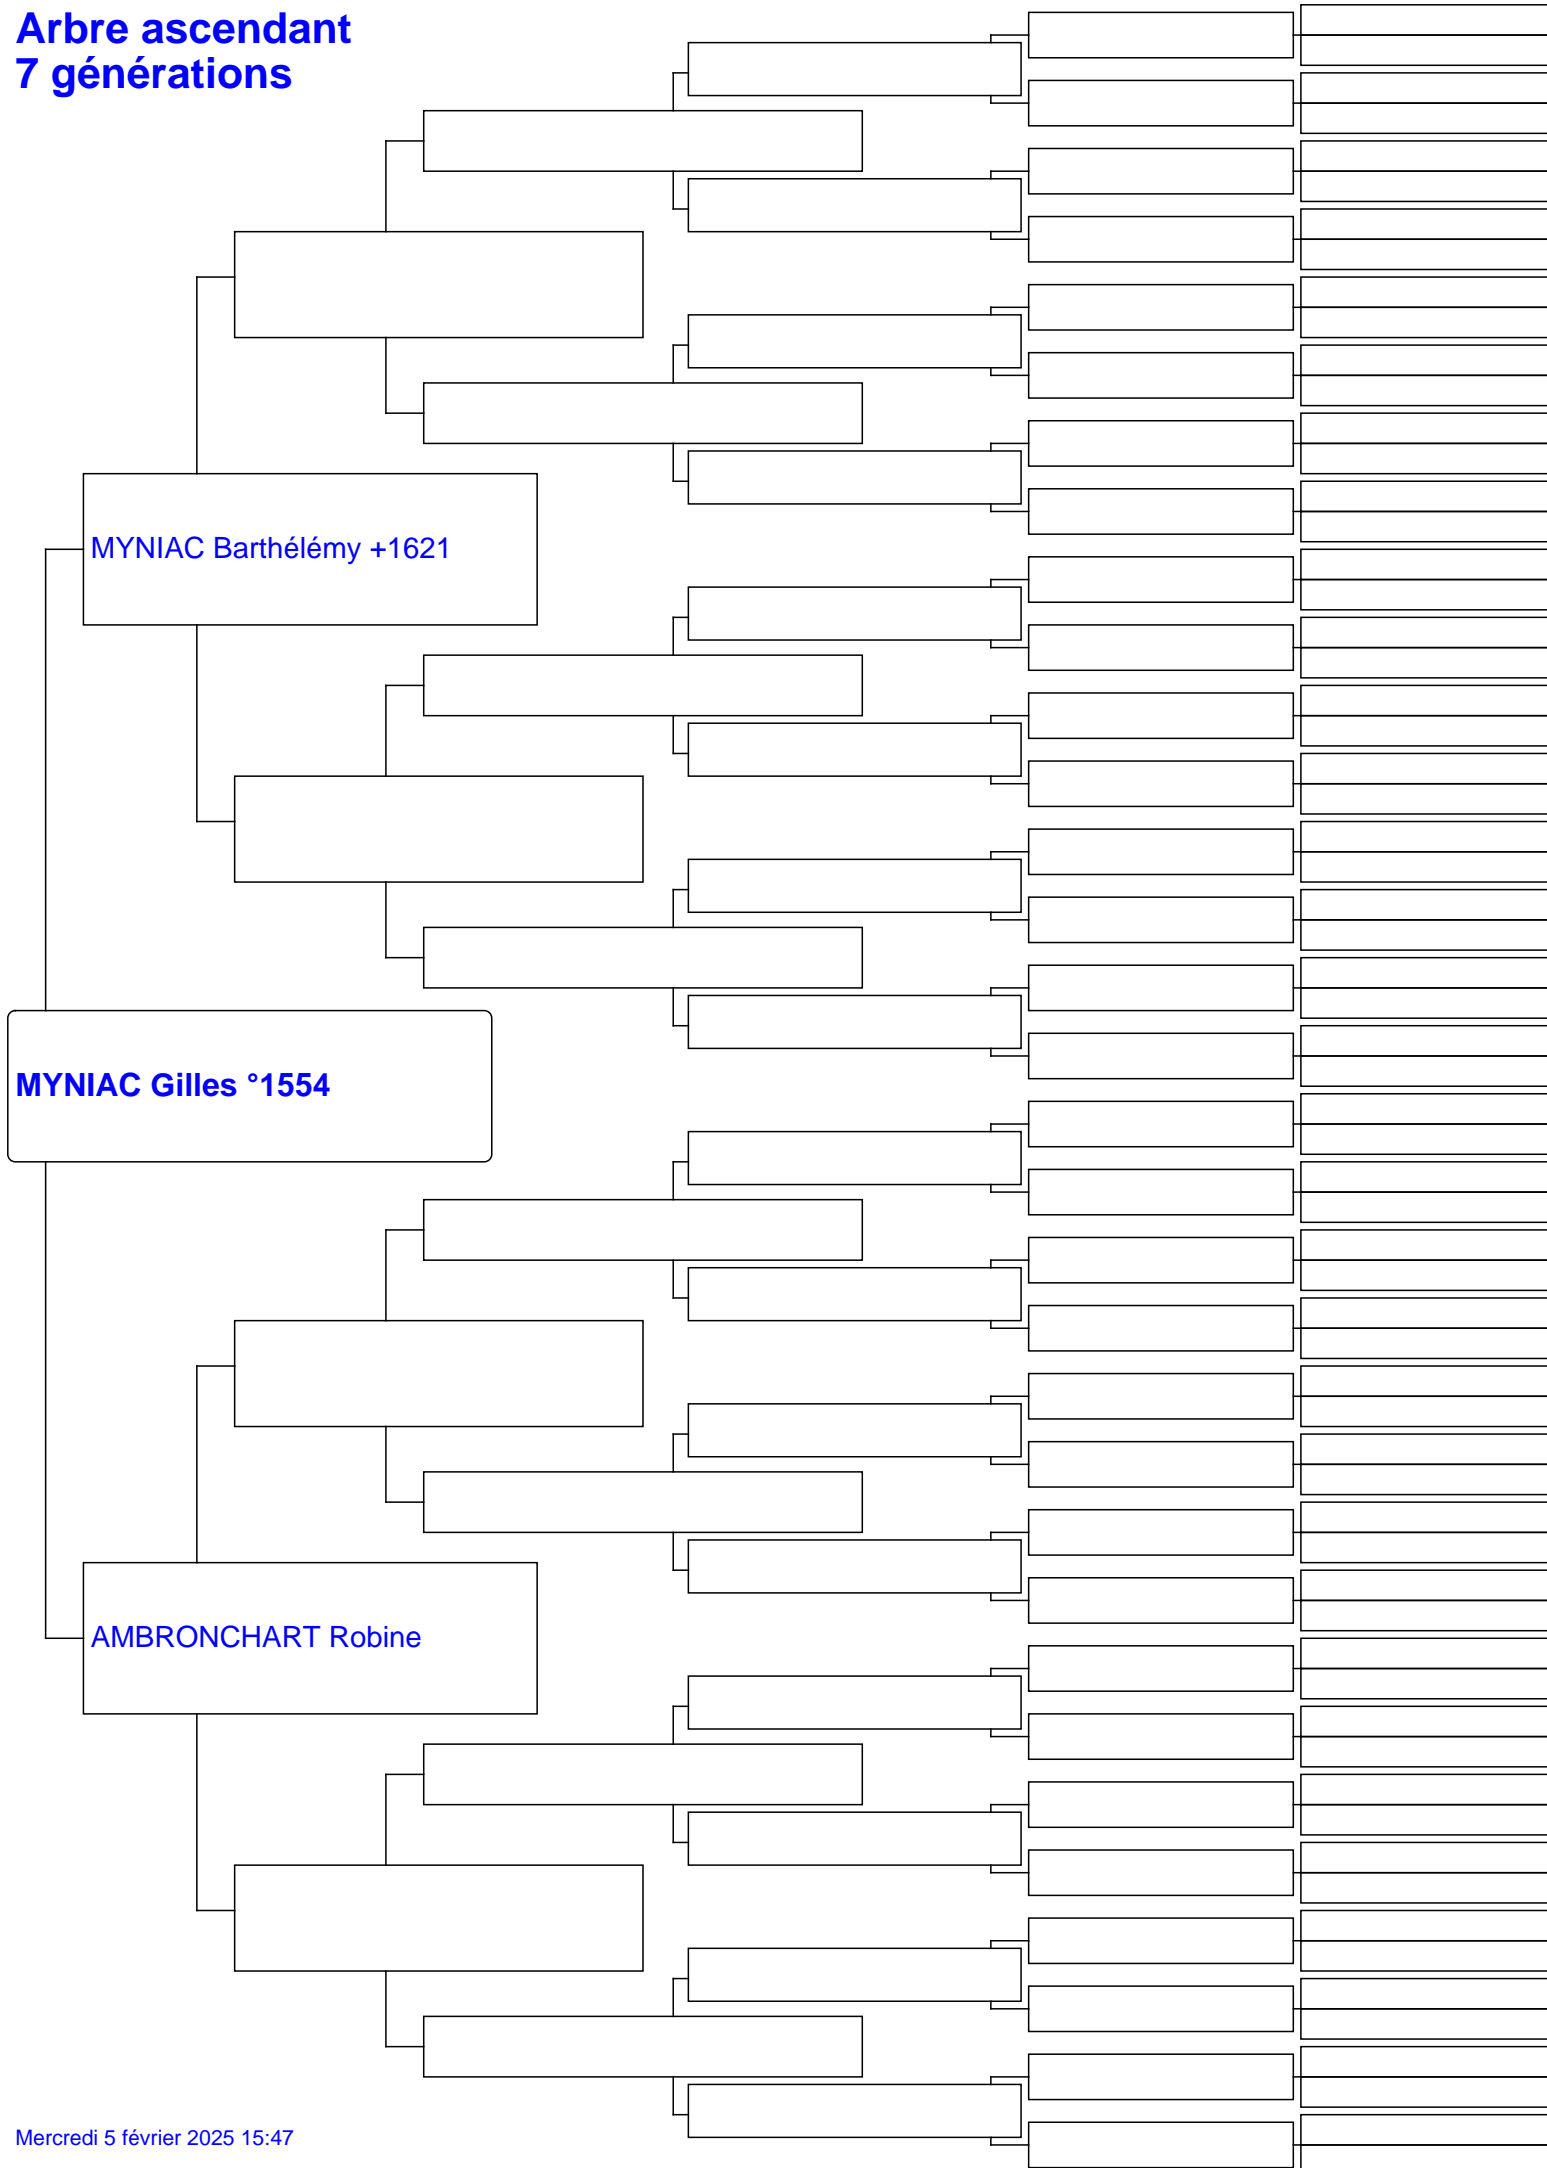 Arbre ascendant
7 générations
MYNIAC Barthélémy +1621
MYNIAC Gilles °1554
AMBRONCHART Robine
Mercredi 5 février 2025 15:47